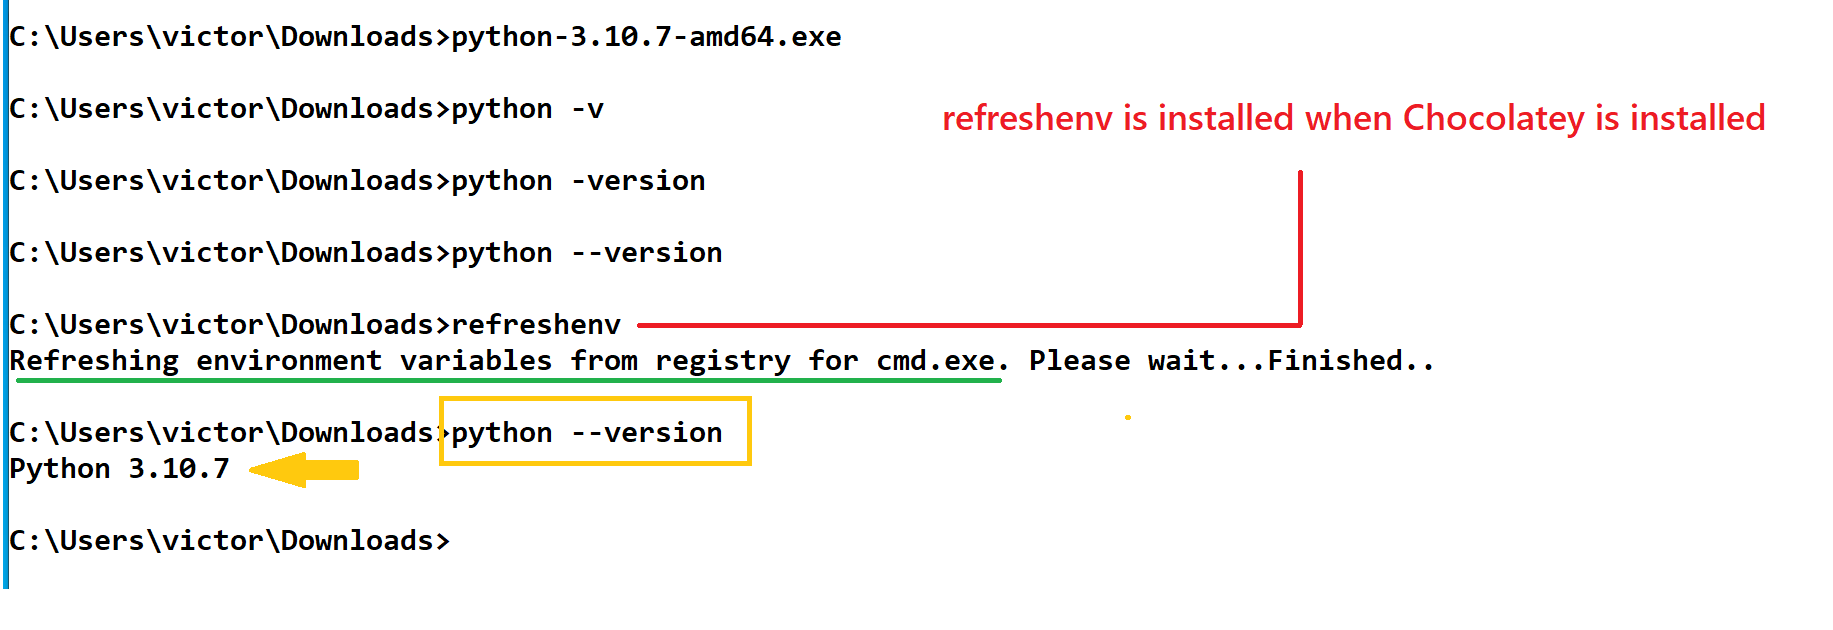 C:\Users\victor\Downloads>python-3.10.7-amd64.exe
C:\Users\victor\Downloads>python -v
refreshenv is installed when Chocolatey is installed
C:\Users\victor\Downloads>python -version
C:\Users\victor\Downloads>python --version
C:\Users\victor\Downloads>refreshenv
Refreshing environment variables from registry for cmd.exe. Please wait...Finished..
C:\Users\victor\Downloads>python --version
Python 3.10.7
C:\Users\victor\Downloads>